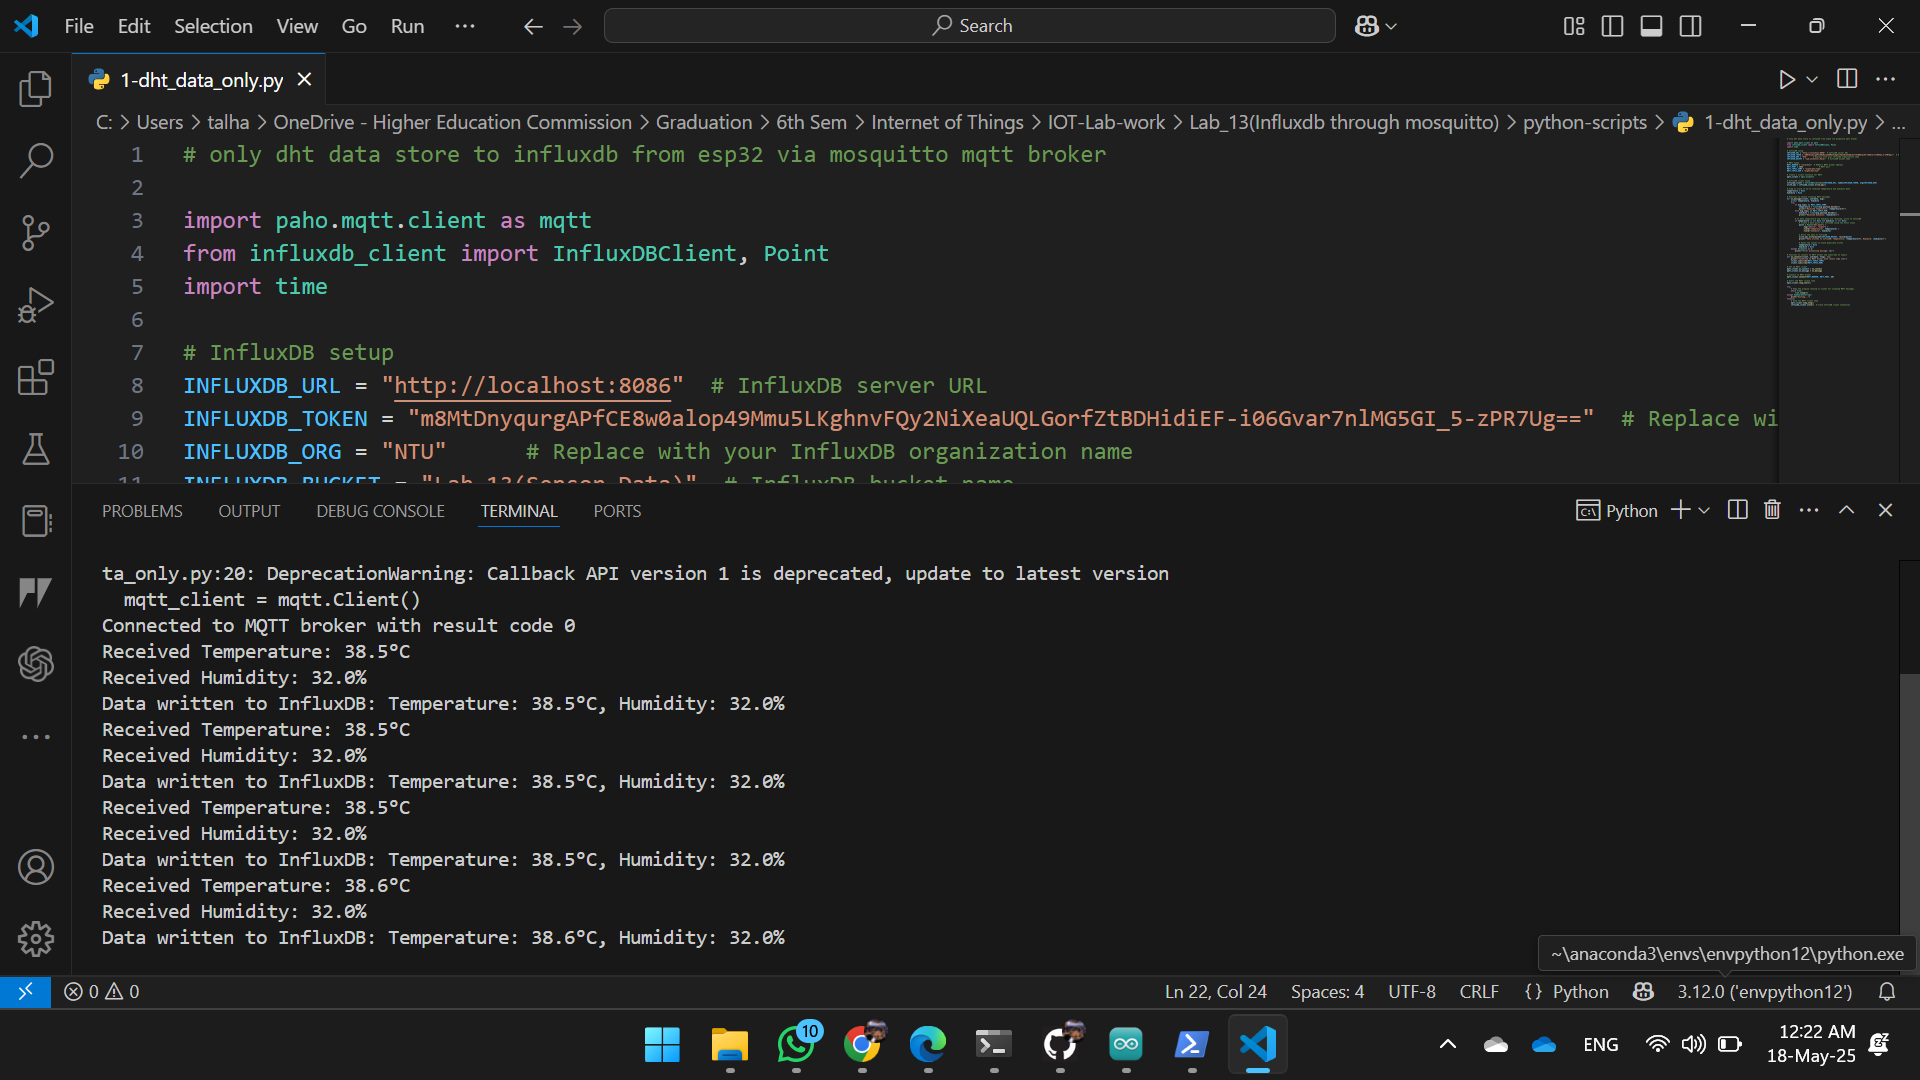 File Edit Selection View Go Run ... Search
1-dht_data_only.py
C: > Users > talha > OneDrive - Higher Education Commission > Graduation > 6th Sem > Internet of Things > IOT-Lab-work > Lab_13(Influxdb through mosquitto) > python-scripts > 1-dht_data_only.py > ...
1 # only dht data store to influxdb from esp32 via mosquitto mqtt broker
2
3 import paho.mqtt.client as mqtt
4 from influxdb_client import InfluxDBClient, Point
5 import time
6
7 # InfluxDB setup
8 INFLUXDB_URL = "http://localhost:8086" # InfluxDB server URL
9 INFLUXDB_TOKEN = "m8MtDnyqurgAPfCE8w0alop49Mmu5LKghnvFQy2NiXeaUQLGorfZtBDHidiEF-i06Gvar7nlMG5GI_5-zPR7Ug==" # Replace wi
10 INFLUXDB_ORG = "NTU" # Replace with your InfluxDB organization name
11 INFLUXDB_BUCKET = "Lab_13(Sensor_Data)" # InfluxDB bucket name
PROBLEMS OUTPUT DEBUG CONSOLE TERMINAL PORTS Python
ta_only.py:20: DeprecationWarning: Callback API version 1 is deprecated, update to latest version
mqtt_client = mqtt.Client()
Connected to MQTT broker with result code 0
Received Temperature: 38.5°C
Received Humidity: 32.0%
Data written to InfluxDB: Temperature: 38.5°C, Humidity: 32.0%
Received Temperature: 38.5°C
Received Humidity: 32.0%
Data written to InfluxDB: Temperature: 38.5°C, Humidity: 32.0%
Received Temperature: 38.5°C
Received Humidity: 32.0%
Data written to InfluxDB: Temperature: 38.5°C, Humidity: 32.0%
Received Temperature: 38.6°C
Received Humidity: 32.0%
Data written to InfluxDB: Temperature: 38.6°C, Humidity: 32.0%
~\anaconda3\envs\envpython12\python.exe
0 0 Ln 22, Col 24 Spaces: 4 UTF-8 CRLF {} Python 3.12.0 ('envpython12')
10 ENG 12:22 AM
18-May-25